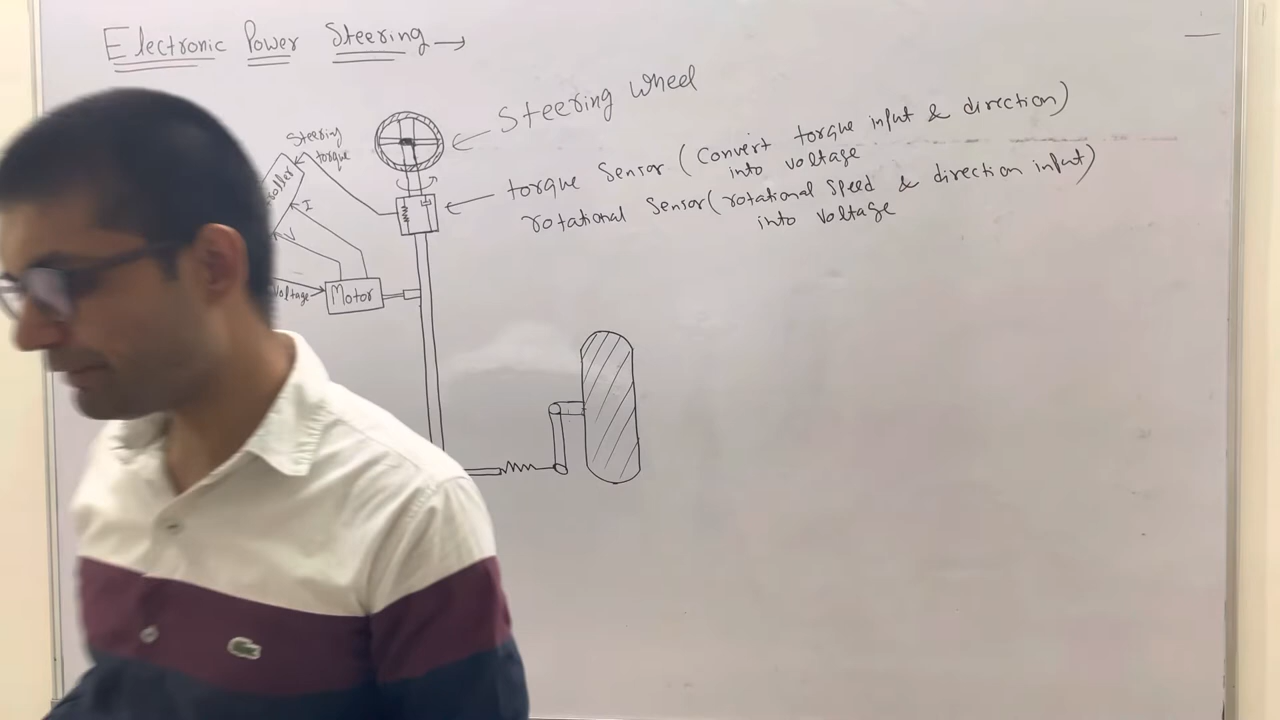 Electronic Power Steering →
Steering Wheel
Steering
torque
torque Sensor (Convert torque input & direction)
into voltage
rotational Sensor (rotational speed & direction input)
into voltage
I
V
Voltage
Motor